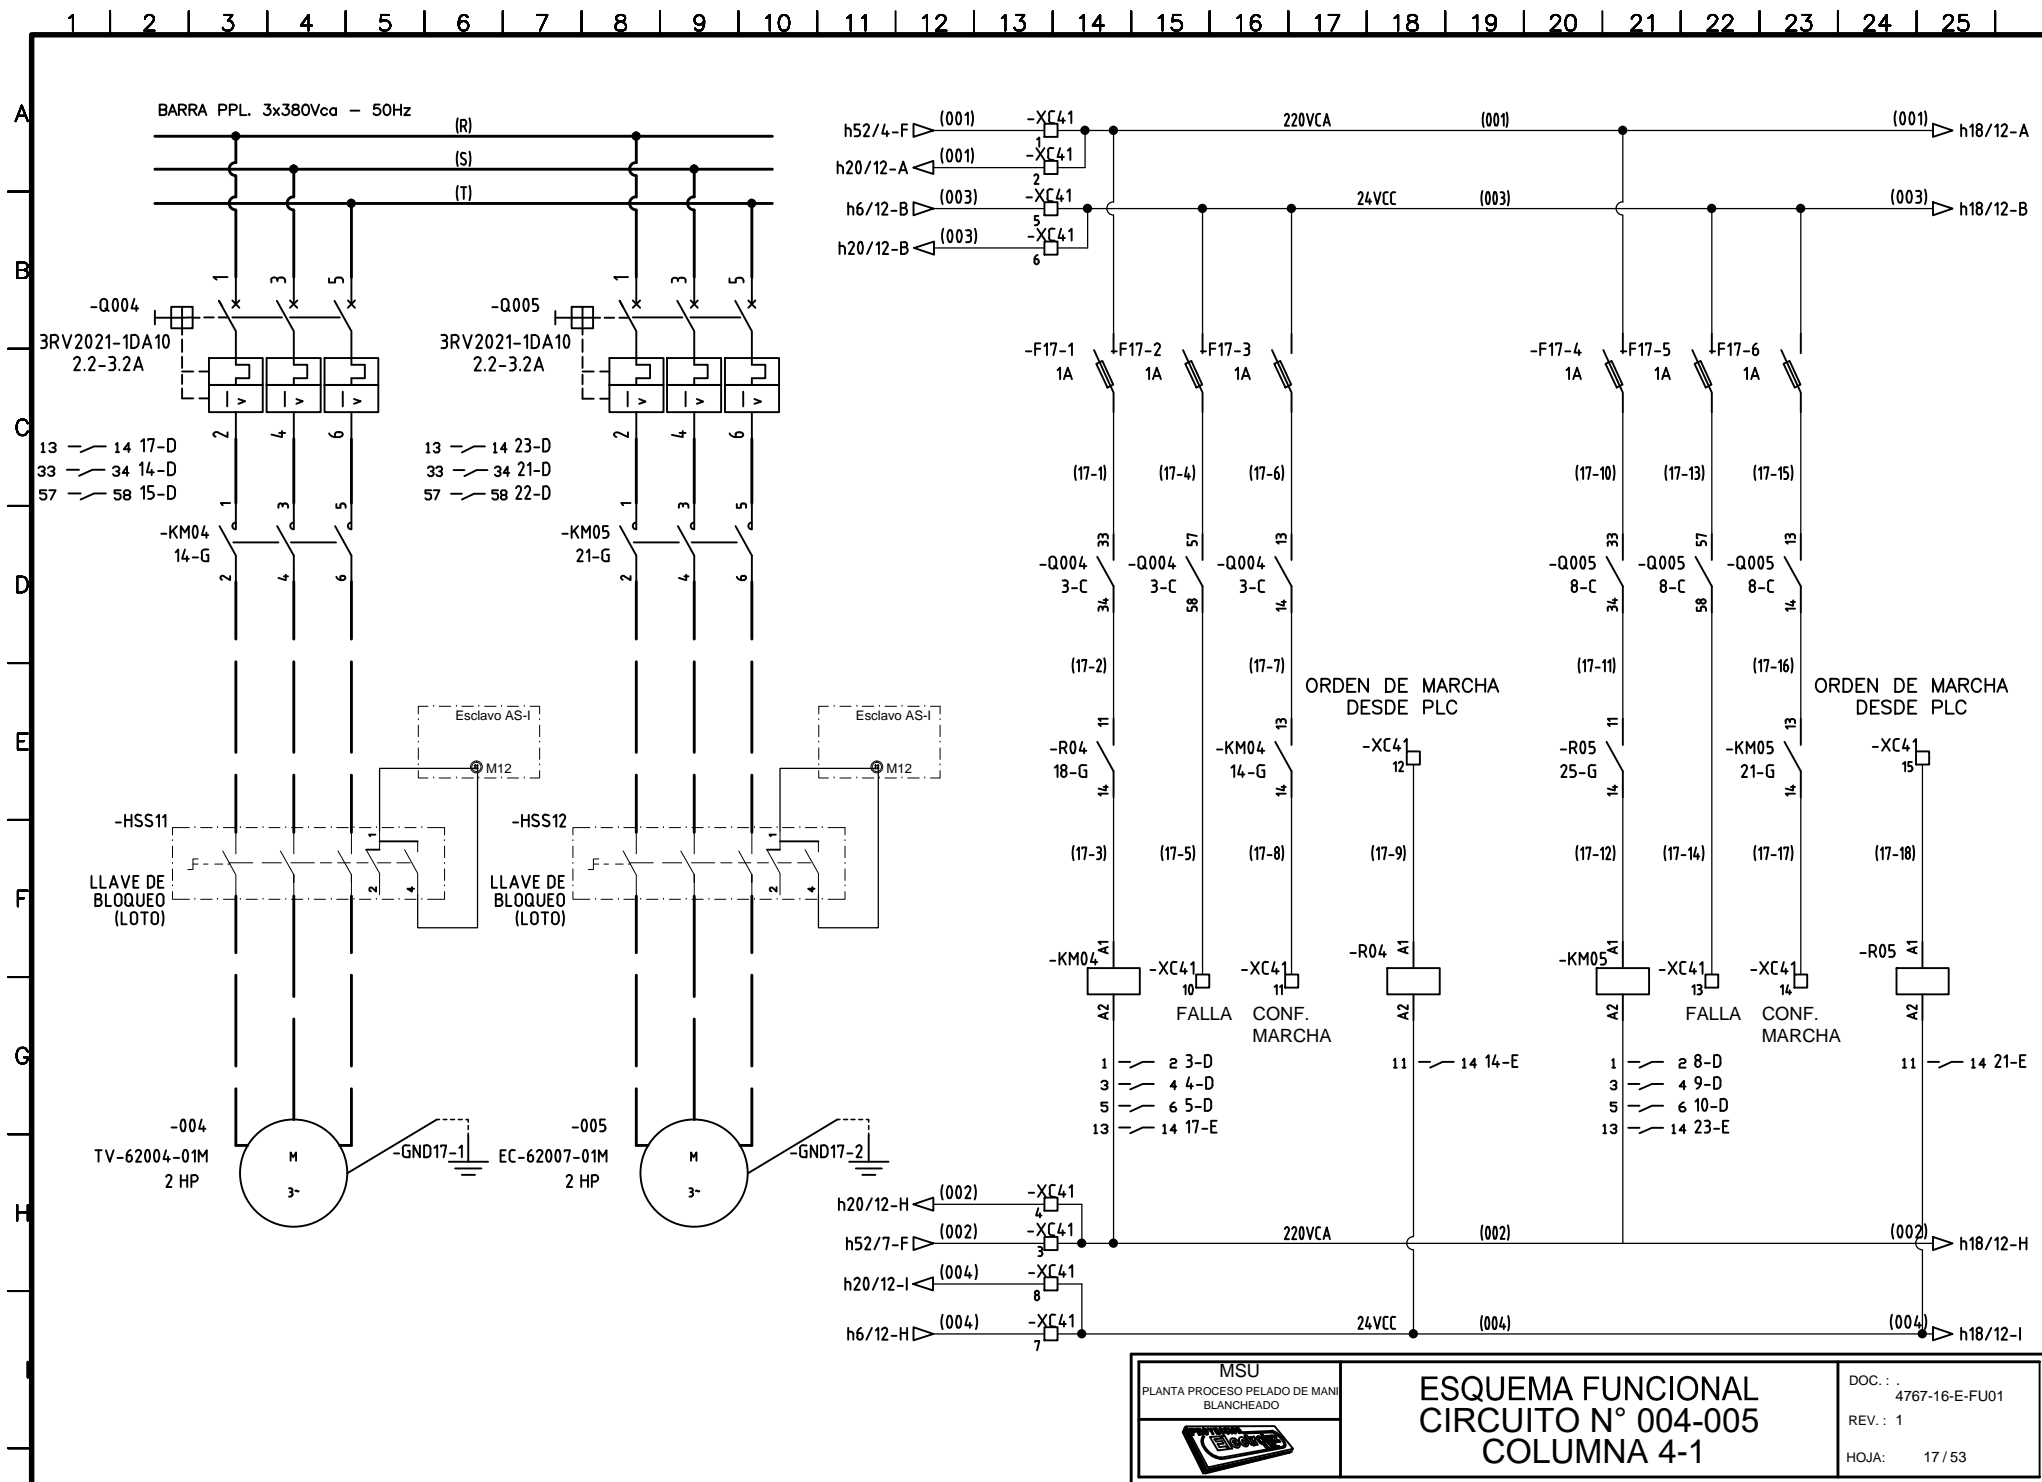 1 2 3 4 5 6 7 8 9 10 11 12 13 14 15 16 17 18 19 20 21 22 23 24 25
A
B
C
D
E
F
G
H
I
BARRA PPL. 3x380Vca – 50Hz
(R)
(S)
(T)
1 3 5
-Q004
3RV2021-1DA10
2.2-3.2A
I > I > I >
2 4 6
13 14 17-D
33 34 14-D
57 58 15-D
1 3 5
-KM04
14-G
2 4 6
Esclavo AS-I
M12
-HSS11
1
2 4
LLAVE DE
BLOQUEO
(LOTO)
-004
TV-62004-01M
2 HP
M
3~
-GND17-1
1 3 5
-Q005
3RV2021-1DA10
2.2-3.2A
I > I > I >
2 4 6
13 14 23-D
33 34 21-D
57 58 22-D
1 3 5
-KM05
21-G
2 4 6
Esclavo AS-I
M12
-HSS12
1
2 4
LLAVE DE
BLOQUEO
(LOTO)
-005
EC-62007-01M
2 HP
M
3~
-GND17-2
h52/4-F (001) -XC41 1 220VCA (001) (001) h18/12-A
h20/12-A (001) -XC41 2
h6/12-B (003) -XC41 5 24VCC (003) (003) h18/12-B
h20/12-B (003) -XC41 6
-F17-1 -F17-2 -F17-3 -F17-4 -F17-5 -F17-6
1A 1A 1A 1A 1A 1A
(17-1) (17-4) (17-6) (17-10) (17-13) (17-15)
33 57 13 33 57 13
-Q004 -Q004 -Q004 -Q005 -Q005 -Q005
3-C 3-C 3-C 8-C 8-C 8-C
34 58 14 34 58 14
(17-2) (17-7) (17-11) (17-16)
ORDEN DE MARCHA
DESDE PLC
ORDEN DE MARCHA
DESDE PLC
11 13 11 13
-R04 -KM04 -XC41 -R05 -KM05 -XC41
18-G 14-G 12 25-G 21-G 15
14 14 14 14
(17-3) (17-5) (17-8) (17-9) (17-12) (17-14) (17-17) (17-18)
A1 A1 A1 A1
-KM04 -XC41 -XC41 -R04 -KM05 -XC41 -XC41 -R05
10 11 13 14
A2 A2 A2 A2
FALLA
CONF.
MARCHA
FALLA
CONF.
MARCHA
1 2 3-D
3 4 4-D
5 6 5-D
13 14 17-E
11 14 14-E
1 2 8-D
3 4 9-D
5 6 10-D
13 14 23-E
11 14 21-E
h20/12-H (002) -XC41 4
h52/7-F (002) -XC41 3 220VCA (002) (002) h18/12-H
h20/12-I (004) -XC41 8
h6/12-H (004) -XC41 7 24VCC (004) (004) h18/12-I
MSU
PLANTA PROCESO PELADO DE MANI
BLANCHEADO
ESQUEMA FUNCIONAL
CIRCUITO N° 004-005
COLUMNA 4-1
DOC. : .
4767-16-E-FU01
REV. : 1
HOJA: 17 / 53